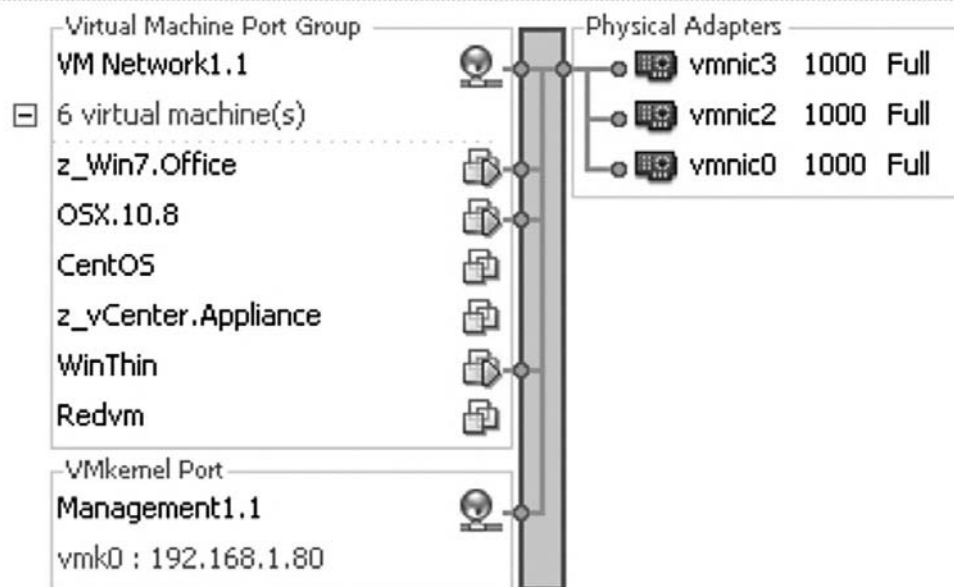 Virtual Machine Port Group
VM Network1.1
6 virtual machine(s)
z_Win7.Office
OSX.10.8
CentOS
z_vCenter.Appliance
WinThin
Redvm
VMkernel Port
Management1.1
vmk0 : 192.168.1.80
Physical Adapters
vmnic3 1000 Full
vmnic2 1000 Full
vmnic0 1000 Full